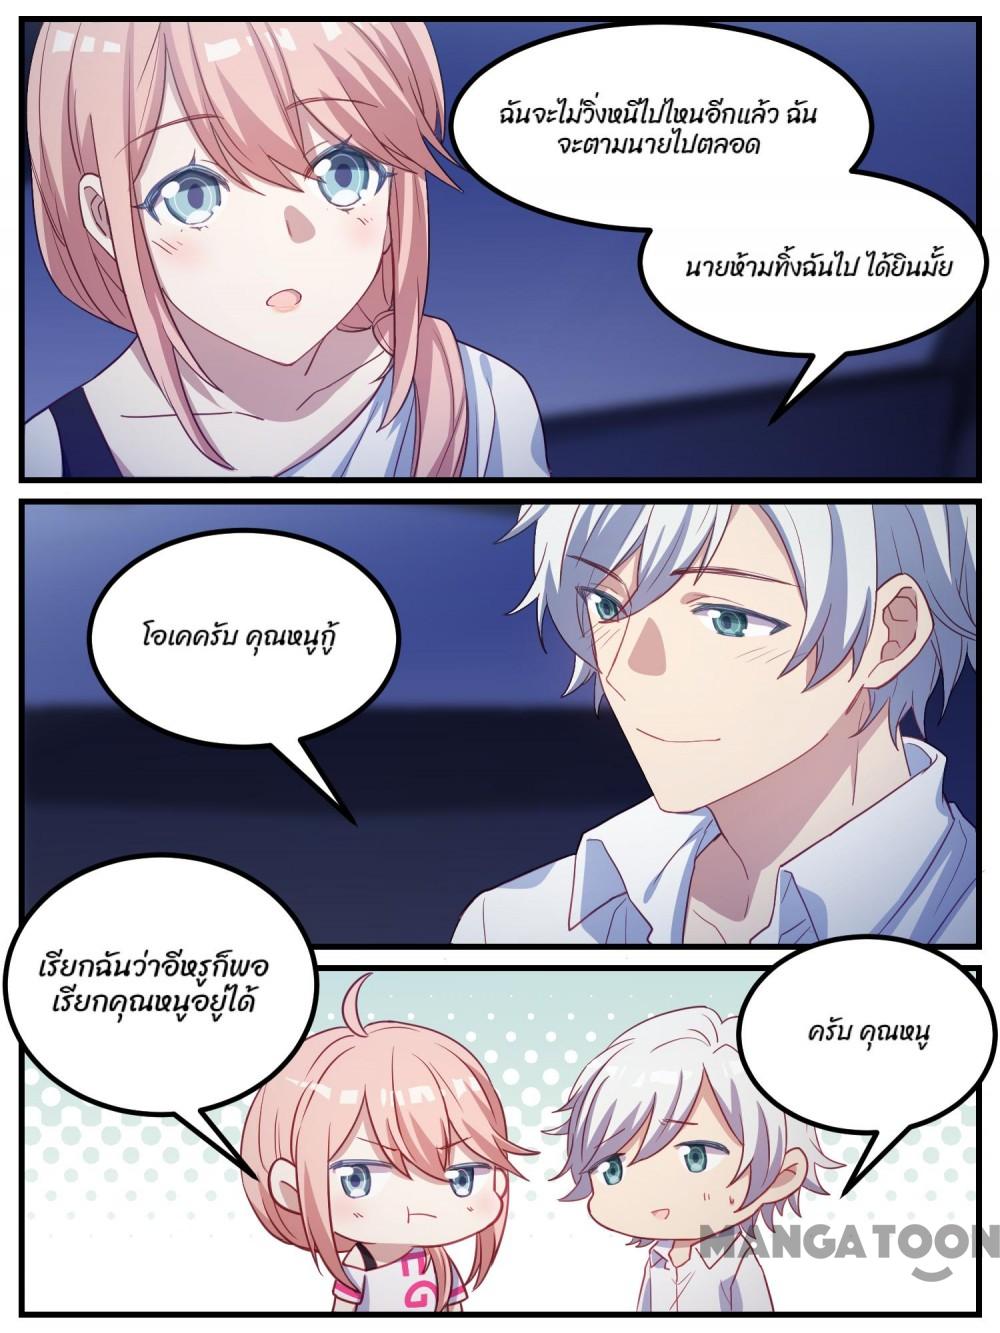 ฉันจะไม่วิ่งหนีไปไหนอีกแล้ว ฉัน
จะตามนายไปตลอด
นายห้ามทิ้งฉันไป ได้ยินมั้ย
โอเคครับ คุณหนูกู้
เรียกฉันว่าอีหรูก็พอ
เรียกคุณหนูอยู่ได้
ครับ คุณหนู
MANGATOON